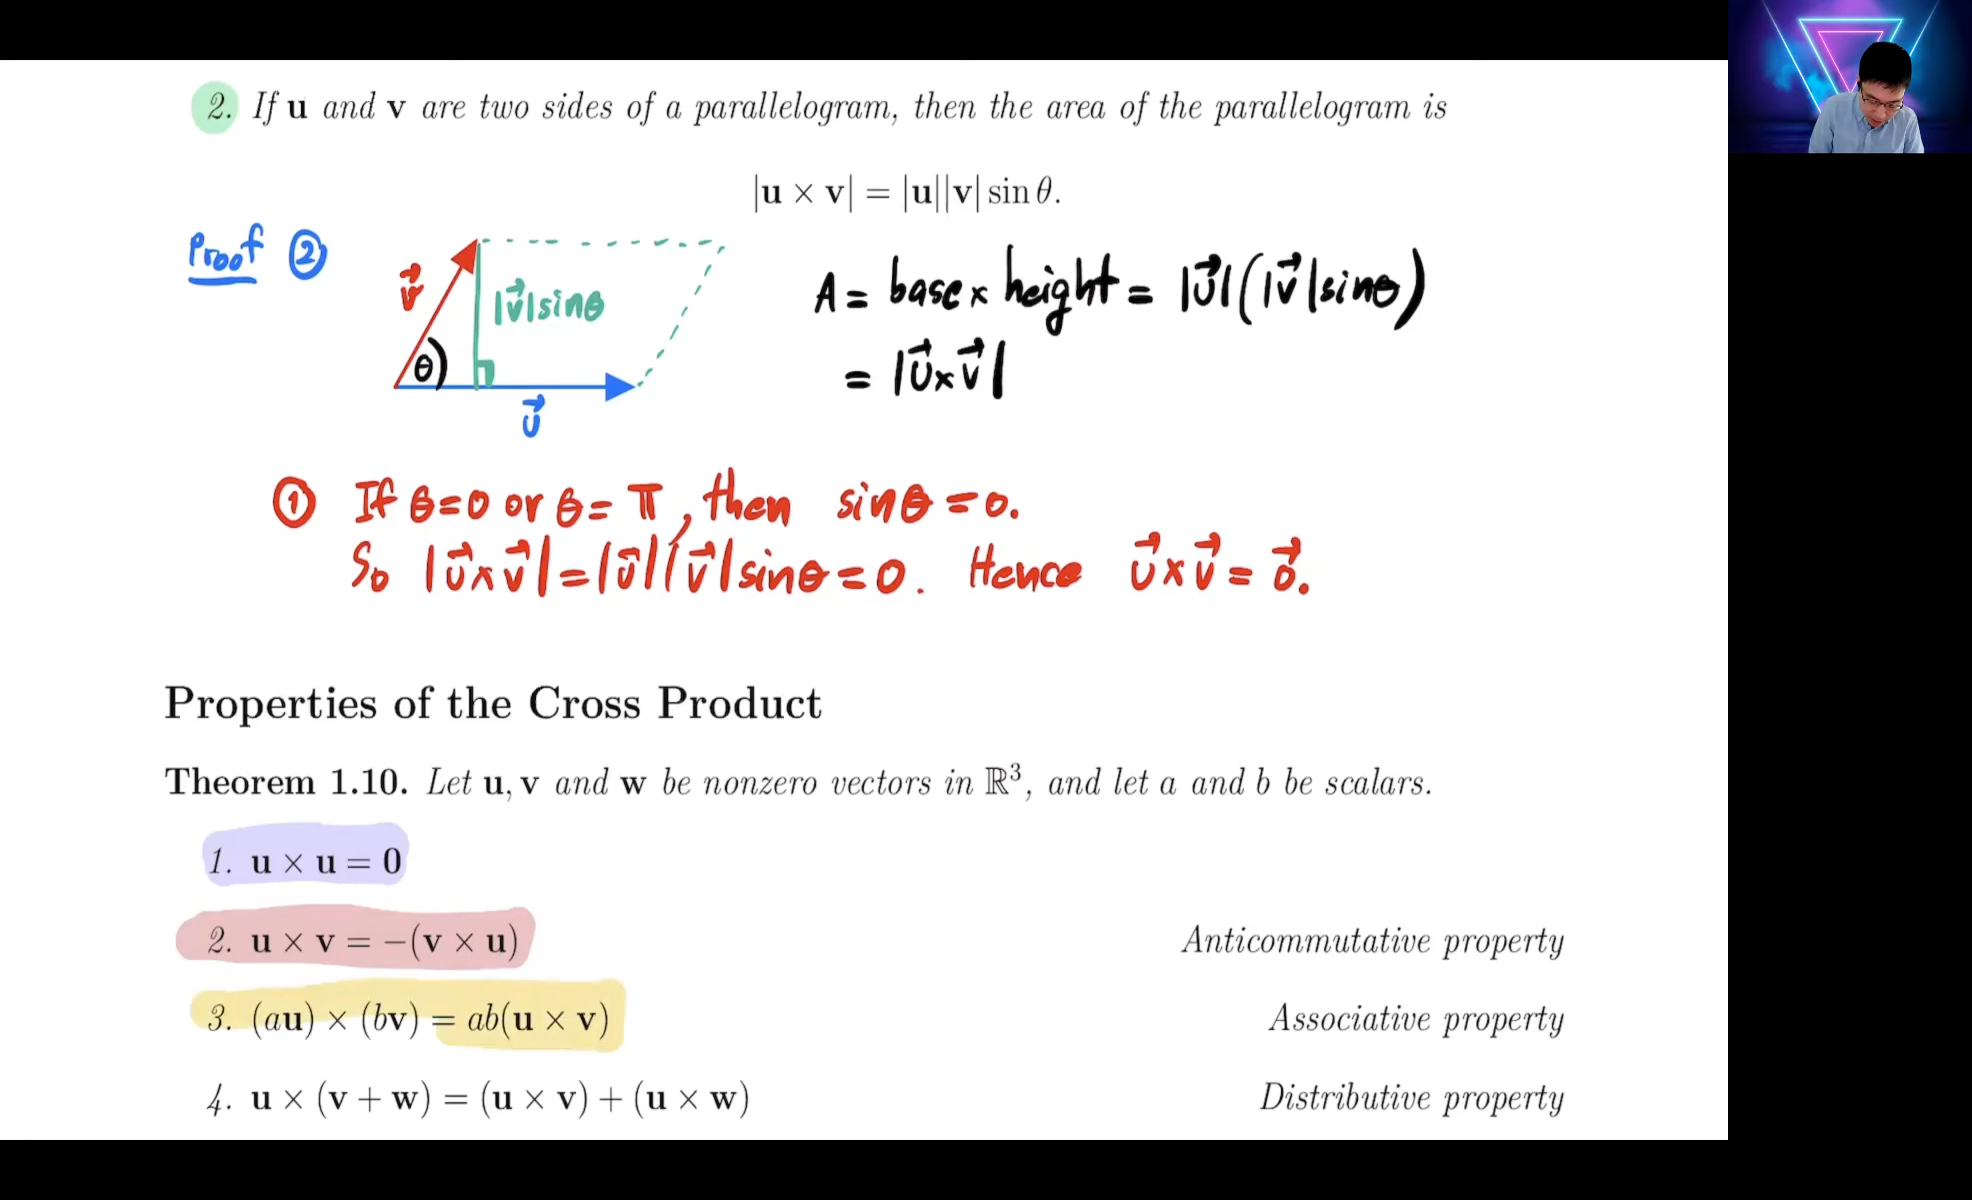 2. If u and v are two sides of a parallelogram, then the area of the parallelogram is
|u × v| = |u||v| sin θ.
Proof ②
v⃗
|v⃗|sinθ
θ
u⃗
A = base × height = |u⃗|(|v⃗|sinθ)
= |u⃗×v⃗|
① If θ=0 or θ=π, then sinθ=0.
So |u⃗×v⃗|=|u⃗||v⃗|sinθ=0. Hence u⃗×v⃗=0⃗.
Properties of the Cross Product
Theorem 1.10. Let u, v and w be nonzero vectors in ℝ³, and let a and b be scalars.
1. u × u = 0
2. u × v = −(v × u) Anticommutative property
3. (au) × (bv) = ab(u × v) Associative property
4. u × (v + w) = (u × v) + (u × w) Distributive property